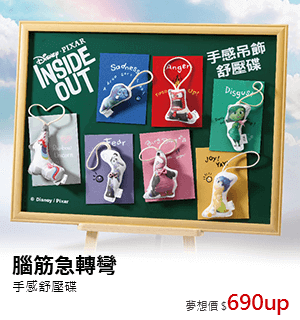 Disney · PIXAR
INSIDE
OUT
手感吊飾
舒壓碟
Sadness
Anger
Disgust
Fear
JOY!
YAY!
© Disney / Pixar
腦筋急轉彎
手感舒壓碟
夢想價 $690up